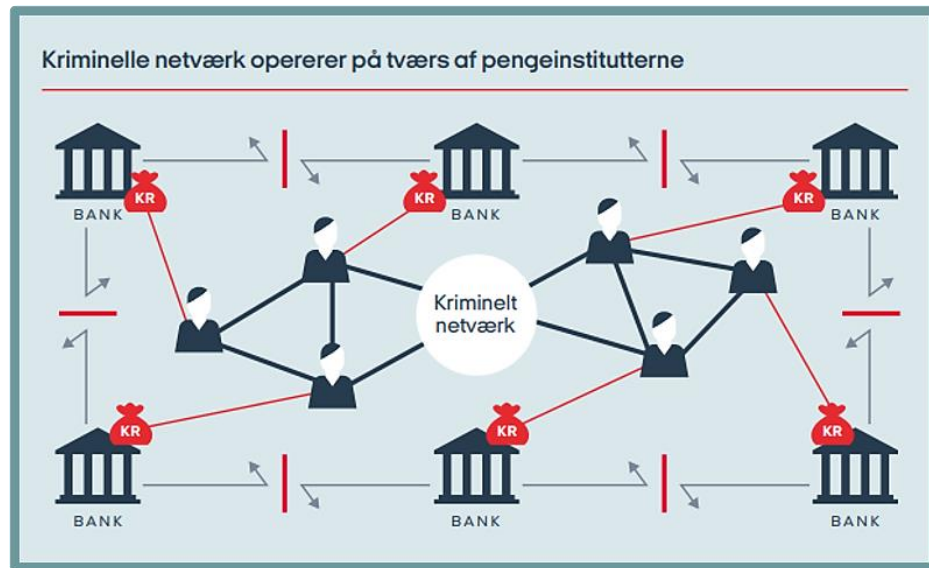 Kriminelle netværk opererer på tværs af pengeinstitutterne
KR
BANK
KR
BANK
KR
BANK
Kriminelt
netværk
KR
BANK
KR
BANK
KR
BANK